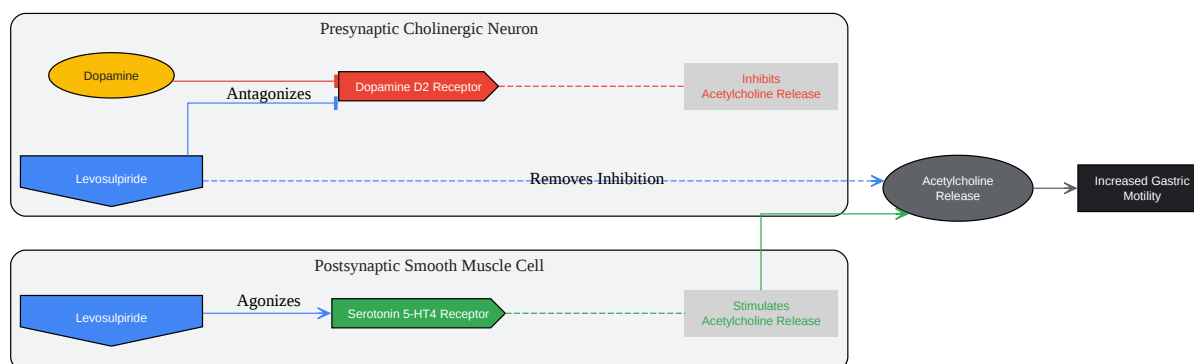 Presynaptic Cholinergic Neuron
Dopamine
Antagonizes
Dopamine D2 Receptor
Inhibits
Acetylcholine Release
Levosulpiride
Removes Inhibition
Acetylcholine
Release
Increased Gastric
Motility
Postsynaptic Smooth Muscle Cell
Levosulpiride
Agonizes
Serotonin 5-HT4 Receptor
Stimulates
Acetylcholine Release